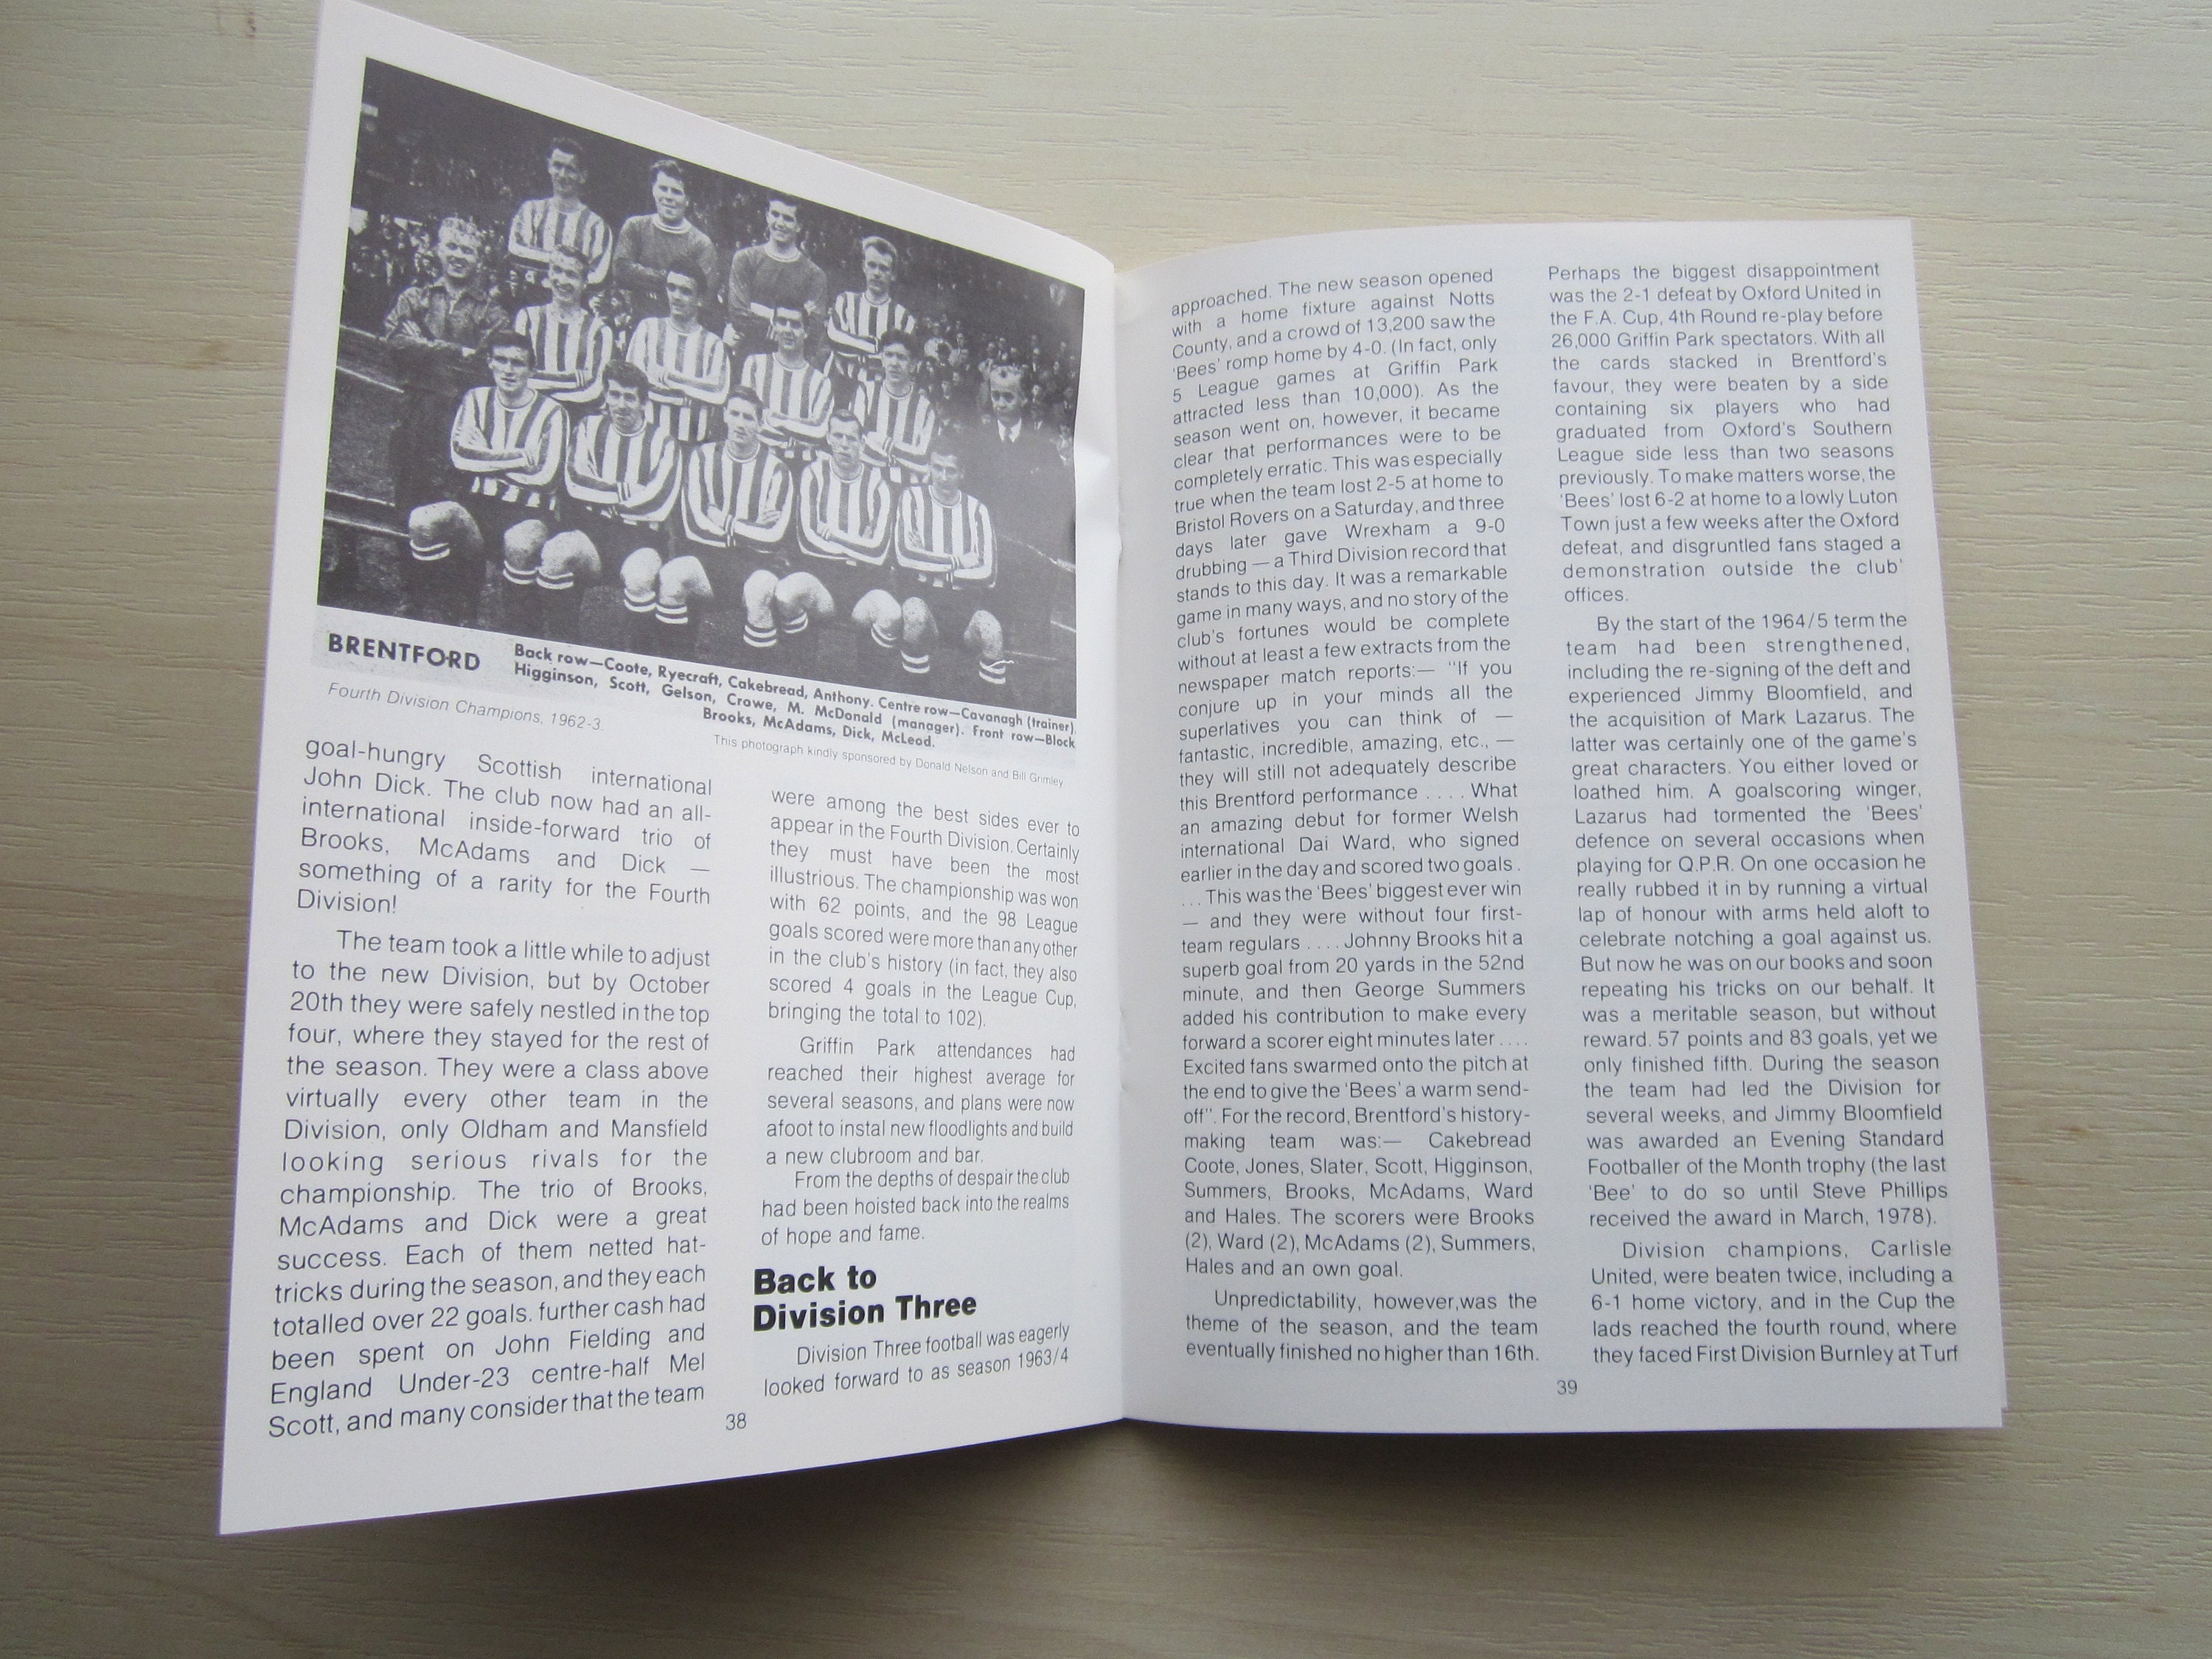 BRENTFORD
Back row—Coote, Ryecraft, Cakebread, Anthony. Centre row—Cavanagh (trainer),
Higginson, Scott, Gelson, Crowe, M. McDonald (manager). Front row—Block
Brooks, McAdams, Dick, McLeod.
Fourth Division Champions, 1962-3.
This photograph kindly sponsored by Donald Nelson and Bill Grimley
goal-hungry Scottish international
John Dick. The club now had an all-
international inside-forward trio of
Brooks, McAdams and Dick —
something of a rarity for the Fourth
Division!
The team took a little while to adjust
to the new Division, but by October
20th they were safely nestled in the top
four, where they stayed for the rest of
the season. They were a class above
virtually every other team in the
Division, only Oldham and Mansfield
looking serious rivals for the
championship. The trio of Brooks,
McAdams and Dick were a great
success. Each of them netted hat-
tricks during the season, and they each
totalled over 22 goals. further cash had
been spent on John Fielding and
England Under-23 centre-half Mel
Scott, and many consider that the team
were among the best sides ever to
appear in the Fourth Division. Certainly
they must have been the most
illustrious. The championship was won
with 62 points, and the 98 League
goals scored were more than any other
in the club's history (in fact, they also
scored 4 goals in the League Cup,
bringing the total to 102).
Griffin Park attendances had
reached their highest average for
several seasons, and plans were now
afoot to instal new floodlights and build
a new clubroom and bar.
From the depths of despair the club
had been hoisted back into the realms
of hope and fame.
Back to
Division Three
Division Three football was eagerly
looked forward to as season 1963/4
38
approached. The new season opened
with a home fixture against Notts
County, and a crowd of 13,200 saw the
'Bees' romp home by 4-0. (In fact, only
5 League games at Griffin Park
attracted less than 10,000). As the
season went on, however, it became
clear that performances were to be
completely erratic. This was especially
true when the team lost 2-5 at home to
Bristol Rovers on a Saturday, and three
days later gave Wrexham a 9-0
drubbing — a Third Division record that
stands to this day. It was a remarkable
game in many ways, and no story of the
club's fortunes would be complete
without at least a few extracts from the
newspaper match reports:— "If you
conjure up in your minds all the
superlatives you can think of —
fantastic, incredible, amazing, etc., —
they will still not adequately describe
this Brentford performance . . . . What
an amazing debut for former Welsh
international Dai Ward, who signed
earlier in the day and scored two goals .
. . . This was the 'Bees' biggest ever win
— and they were without four first-
team regulars . . . . Johnny Brooks hit a
superb goal from 20 yards in the 52nd
minute, and then George Summers
added his contribution to make every
forward a scorer eight minutes later . . . .
Excited fans swarmed onto the pitch at
the end to give the 'Bees' a warm send-
off". For the record, Brentford's history-
making team was:— Cakebread
Coote, Jones, Slater, Scott, Higginson,
Summers, Brooks, McAdams, Ward
and Hales. The scorers were Brooks
(2), Ward (2), McAdams (2), Summers,
Hales and an own goal.
Unpredictability, however,was the
theme of the season, and the team
eventually finished no higher than 16th.
Perhaps the biggest disappointment
was the 2-1 defeat by Oxford United in
the F.A. Cup, 4th Round re-play before
26,000 Griffin Park spectators. With all
the cards stacked in Brentford's
favour, they were beaten by a side
containing six players who had
graduated from Oxford's Southern
League side less than two seasons
previously. To make matters worse, the
'Bees' lost 6-2 at home to a lowly Luton
Town just a few weeks after the Oxford
defeat, and disgruntled fans staged a
demonstration outside the club'
offices.
By the start of the 1964/5 term the
team had been strengthened,
including the re-signing of the deft and
experienced Jimmy Bloomfield, and
the acquisition of Mark Lazarus. The
latter was certainly one of the game's
great characters. You either loved or
loathed him. A goalscoring winger,
Lazarus had tormented the 'Bees'
defence on several occasions when
playing for Q.P.R. On one occasion he
really rubbed it in by running a virtual
lap of honour with arms held aloft to
celebrate notching a goal against us.
But now he was on our books and soon
repeating his tricks on our behalf. It
was a meritable season, but without
reward. 57 points and 83 goals, yet we
only finished fifth. During the season
the team had led the Division for
several weeks, and Jimmy Bloomfield
was awarded an Evening Standard
Footballer of the Month trophy (the last
'Bee' to do so until Steve Phillips
received the award in March, 1978).
Division champions, Carlisle
United, were beaten twice, including a
6-1 home victory, and in the Cup the
lads reached the fourth round, where
they faced First Division Burnley at Turf
39